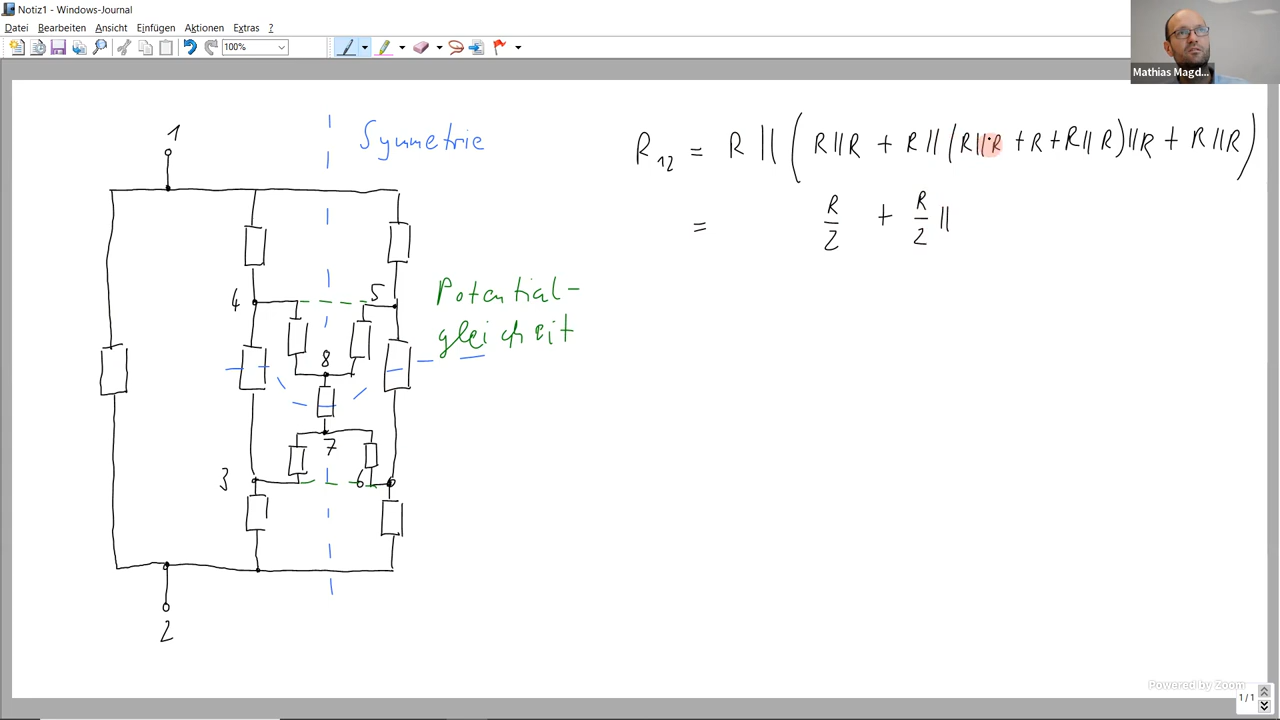 Notiz1 - Windows-Journal
Datei Bearbeiten Ansicht Einfügen Aktionen Extras ?
100%
Mathias Magd...
Symmetrie
R₁₂ = R || ( R||R + R || (R||R + R + R||R)||R + R||R )
= R/2 + R/2 ||
1
4
5
Potential-
gleichheit
8
7
3
6
2
Powered by Zoom
1 / 1